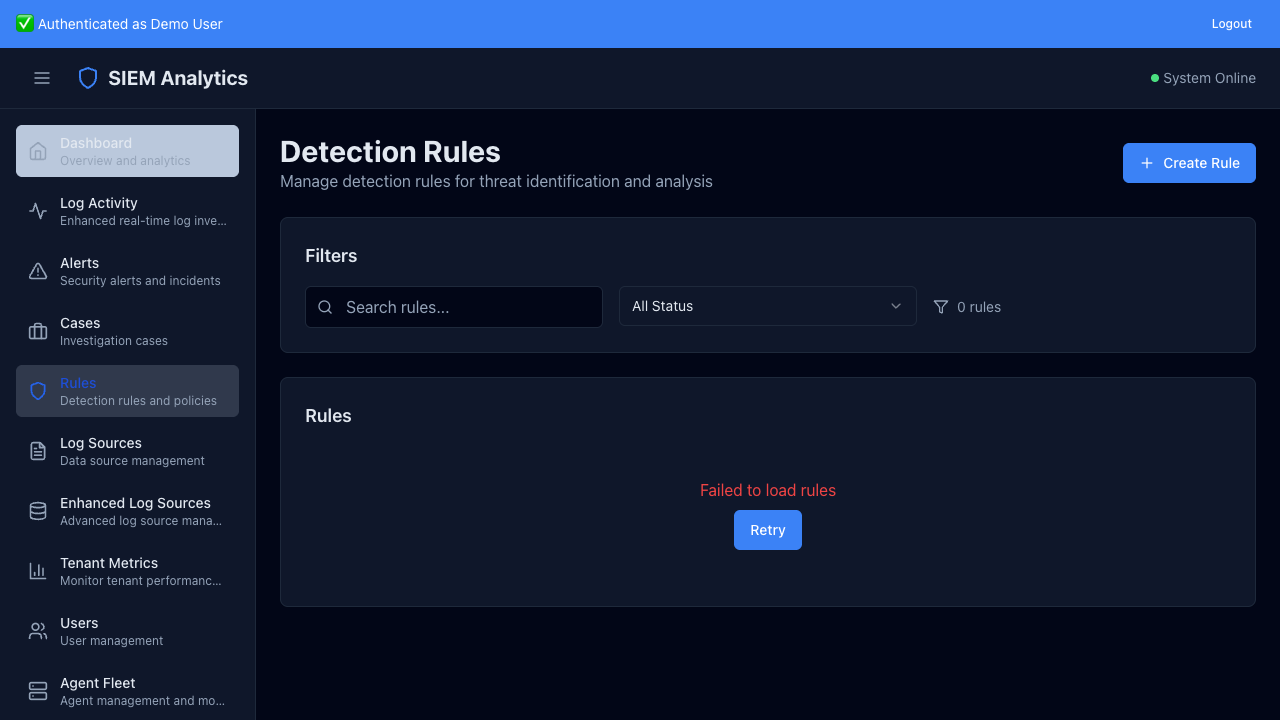 ✅ Authenticated as Demo User
Logout
SIEM Analytics
System Online
Dashboard
Overview and analytics
Log Activity
Enhanced real-time log inve...
Alerts
Security alerts and incidents
Cases
Investigation cases
Rules
Detection rules and policies
Log Sources
Data source management
Enhanced Log Sources
Advanced log source mana...
Tenant Metrics
Monitor tenant performanc...
Users
User management
Agent Fleet
Agent management and mo...
Detection Rules
Manage detection rules for threat identification and analysis
Create Rule
Filters
Search rules...
All Status
0 rules
Rules
Failed to load rules
Retry